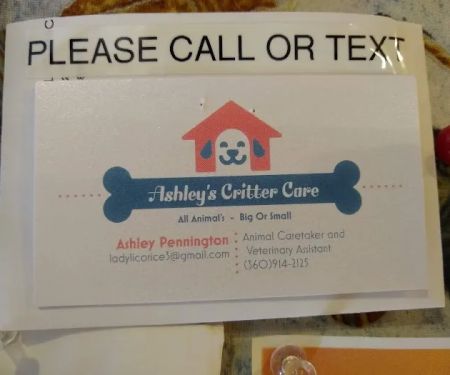 PLEASE CALL OR TEXT
Ashley's Critter Care
All Animal's - Big Or Small
Ashley Pennington
ladylicorice3@gmail.com
Animal Caretaker and
Veterinary Assistant
(360)914-2125